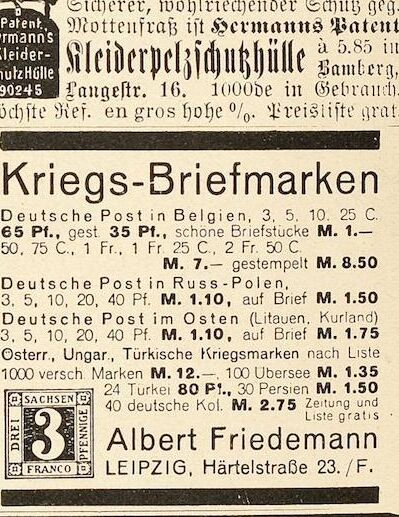 Sicherer, wohlriechender Schutz geg.
Mottenfraß ist Hermanns Patent
Kleiderpelzschutzhülle à 5.85 in
Bamberg,
Langestr. 16. 1000de in Gebrauch.
Höchste Ref. en gros hohe %. Preisliste grat.
Patent
rmann's
Kleider-
hutzHülle
90245
Kriegs-Briefmarken
Deutsche Post in Belgien, 3, 5, 10, 25 C.
65 Pf., gest. 35 Pf., schöne Briefstücke M. 1.—
50, 75 C., 1 Fr., 1 Fr. 25 C., 2 Fr. 50 C.
M. 7.— gestempelt M. 8.50
Deutsche Post in Russ-Polen,
3, 5, 10, 20, 40 Pf. M. 1.10, auf Brief M. 1.50
Deutsche Post im Osten (Litauen, Kurland)
3, 5, 10, 20, 40 Pf. M. 1.10, auf Brief M. 1.75
Österr., Ungar., Türkische Kriegsmarken nach Liste
1000 versch. Marken M. 12.—, 100 Übersee M. 1.35
24 Türkei 80 Pf., 30 Persien M. 1.50
40 deutsche Kol. M. 2.75 Zeitung und
Liste gratis
SACHSEN
DREI
3
PFENNIGE
FRANCO
Albert Friedemann
LEIPZIG, Härtelstraße 23./F.